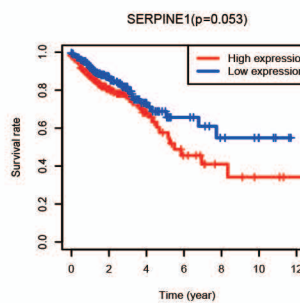 SERPINE1(p=0.053)
High expressio
Low expression
1.0
0.8
0.6
0.4
0.2
0.0
Survival rate
0 2 4 6 8 10 12
Time (year)